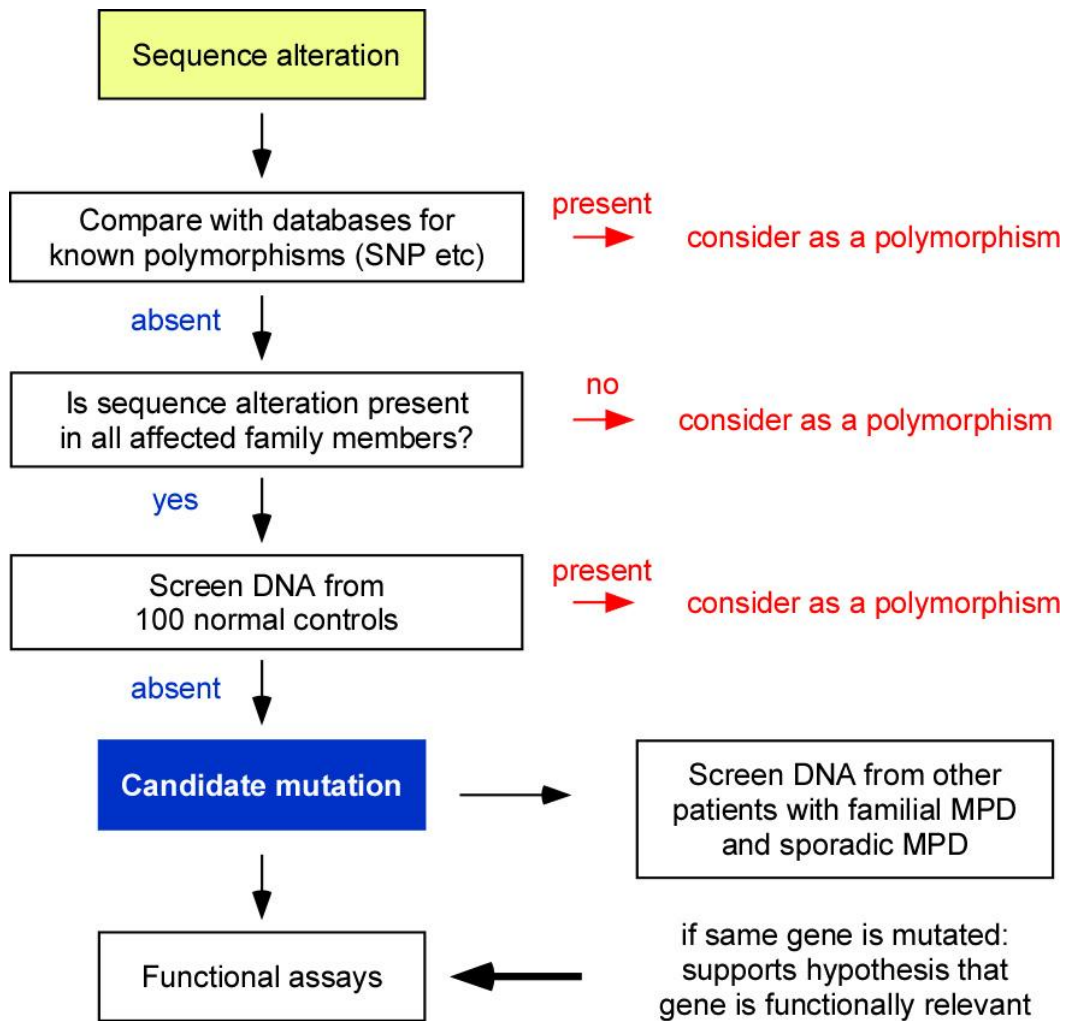 Sequence alteration
Compare with databases for
known polymorphisms (SNP etc)
present
consider as a polymorphism
absent
Is sequence alteration present
in all affected family members?
no
consider as a polymorphism
yes
Screen DNA from
100 normal controls
present
consider as a polymorphism
absent
Candidate mutation
Screen DNA from other
patients with familial MPD
and sporadic MPD
Functional assays
if same gene is mutated:
supports hypothesis that
gene is functionally relevant